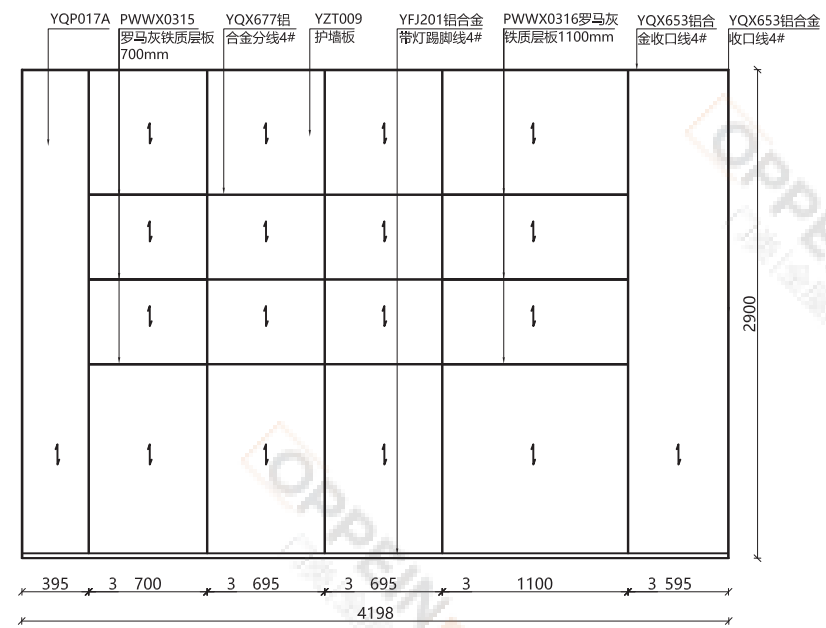 YQP017A
PWWX0315
罗马灰铁质层板
700mm
YQX677铝
合金分线4#
YZT009
护墙板
YFJ201铝合金
带灯踢脚线4#
PWWX0316罗马灰
铁质层板1100mm
YQX653铝合
金收口线4#
YQX653铝合金
收口线4#
OPPEIN
2900
OPPEIN
395 3 700 3 695 3 695 3 1100 3 595
4198